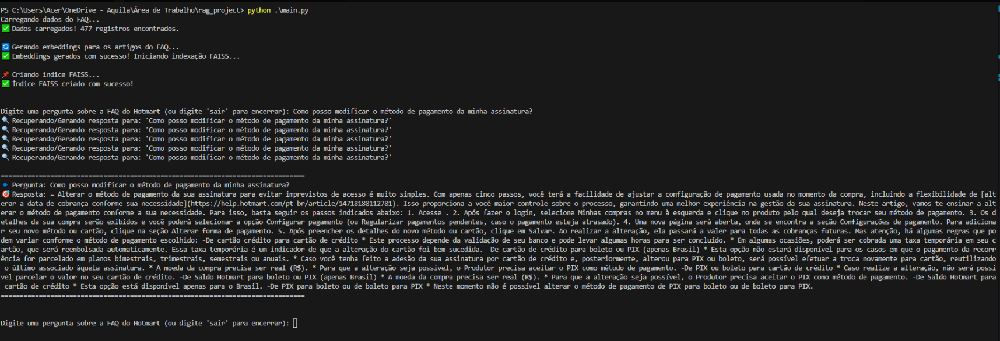 PS C:\Users\Acer\OneDrive - Aquila\Área de Trabalho\rag_project> python .\main.py
Carregando dados do FAQ...
✅ Dados carregados! 477 registros encontrados.
🔄 Gerando embeddings para os artigos do FAQ...
✅ Embeddings gerados com sucesso! Iniciando indexação FAISS...
📌 Criando índice FAISS...
✅ Índice FAISS criado com sucesso!
Digite uma pergunta sobre a FAQ do Hotmart (ou digite 'sair' para encerrar): Como posso modificar o método de pagamento da minha assinatura?
🔍 Recuperando/Gerando resposta para: 'Como posso modificar o método de pagamento da minha assinatura?'
🔍 Recuperando/Gerando resposta para: 'Como posso modificar o método de pagamento da minha assinatura?'
🔍 Recuperando/Gerando resposta para: 'Como posso modificar o método de pagamento da minha assinatura?'
🔍 Recuperando/Gerando resposta para: 'Como posso modificar o método de pagamento da minha assinatura?'
🔍 Recuperando/Gerando resposta para: 'Como posso modificar o método de pagamento da minha assinatura?'
================================================================================
🔹 Pergunta: Como posso modificar o método de pagamento da minha assinatura?
🎯 Resposta: = Alterar o método de pagamento da sua assinatura para evitar imprevistos de acesso é muito simples. Com apenas cinco passos, você terá a facilidade de ajustar a configuração de pagamento usada no momento da compra, incluindo a flexibilidade de [alt
erar a data de cobrança conforme sua necessidade](https://help.hotmart.com/pt-br/article/14718188112781). Isso proporciona a você maior controle sobre o processo, garantindo uma melhor experiência na gestão da sua assinatura. Neste artigo, vamos te ensinar a alt
erar o método de pagamento conforme a sua necessidade. Para isso, basta seguir os passos indicados abaixo: 1. Acesse . 2. Após fazer o login, selecione Minhas compras no menu à esquerda e clique no produto pelo qual deseja trocar seu método de pagamento. 3. Os d
etalhes da sua compra serão exibidos e você poderá selecionar a opção Configurar pagamento (ou Regularizar pagamentos pendentes, caso o pagamento esteja atrasado). 4. Uma nova página será aberta, onde se encontra a seção Configurações de pagamento. Para adiciona
r seu novo método ou cartão, clique na seção Alterar forma de pagamento. 5. Após preencher os detalhes do novo método ou cartão, clique em Salvar. Ao realizar a alteração, ela passará a valer para todas as cobranças futuras. Mas atenção, há algumas regras que po
dem variar conforme o método de pagamento escolhido: -De cartão crédito para cartão de crédito * Este processo depende da validação de seu banco e pode levar algumas horas para ser concluído. * Em algumas ocasiões, poderá ser cobrada uma taxa temporária em seu c
artão, que será reembolsada automaticamente. Essa taxa temporária é um indicador de que a alteração do cartão foi bem-sucedida. -De cartão de crédito para boleto ou PIX (apenas Brasil) * Esta opção não estará disponível para os casos em que o pagamento da recorr
ência for parcelado em planos bimestrais, trimestrais, semestrais ou anuais. * Caso você tenha feito a adesão da sua assinatura por cartão de crédito e, posteriormente, alterou para PIX ou boleto, será possível efetuar a troca novamente para cartão, reutilizando
o último associado àquela assinatura. * A moeda da compra precisa ser real (R$). * Para que a alteração seja possível, o Produtor precisa aceitar o PIX como método de pagamento. -De PIX ou boleto para cartão de crédito * Caso realize a alteração, não será possí
vel parcelar o valor no seu cartão de crédito. -De Saldo Hotmart para boleto ou PIX (apenas Brasil) * A moeda da compra precisa ser real (R$). * Para que a alteração seja possível, o Produtor precisa aceitar o PIX como método de pagamento. -De Saldo Hotmart para
cartão de crédito * Esta opção está disponível apenas para o Brasil. -De PIX para boleto ou de boleto para PIX * Neste momento não é possível alterar o método de pagamento de PIX para boleto ou de boleto para PIX.
================================================================================
Digite uma pergunta sobre a FAQ do Hotmart (ou digite 'sair' para encerrar):